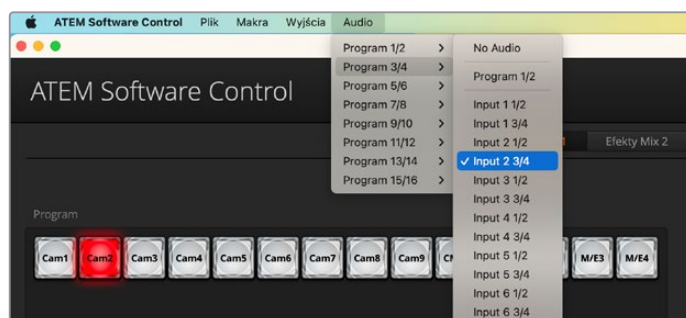 ATEM Software Control Plik Makra Wyjścia Audio
Program 1/2
Program 3/4
Program 5/6
Program 7/8
Program 9/10
Program 11/12
Program 13/14
Program 15/16
No Audio
Program 1/2
Input 1 1/2
Input 1 3/4
Input 2 1/2
Input 2 3/4
Input 3 1/2
Input 3 3/4
Input 4 1/2
Input 4 3/4
Input 5 1/2
Input 5 3/4
Input 6 1/2
Input 6 3/4
ATEM Software Control
Efekty Mix 2
Program
Cam1 Cam2 Cam3 Cam4 Cam5 Cam6 Cam7 Cam8 Cam9 M/E3 M/E4